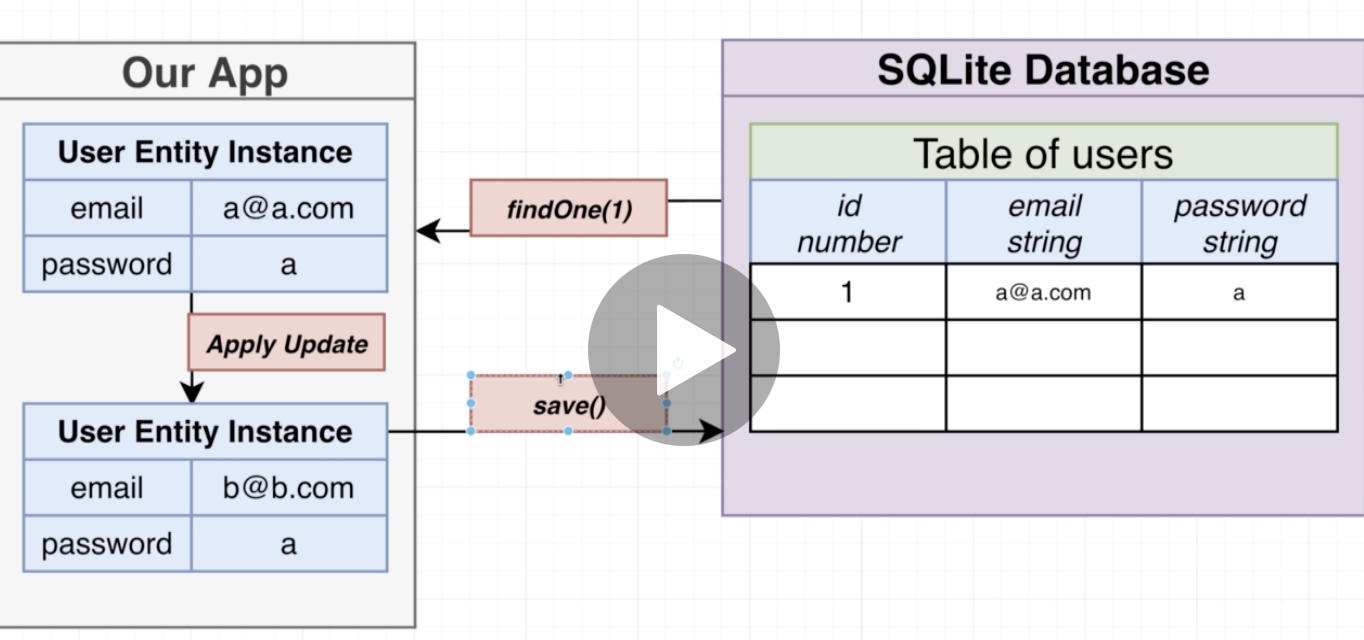 Our App
User Entity Instance
email a@a.com
password a
Apply Update
User Entity Instance
email b@b.com
password a
findOne(1)
save()
SQLite Database
Table of users
id number
email string
password string
1 a@a.com a